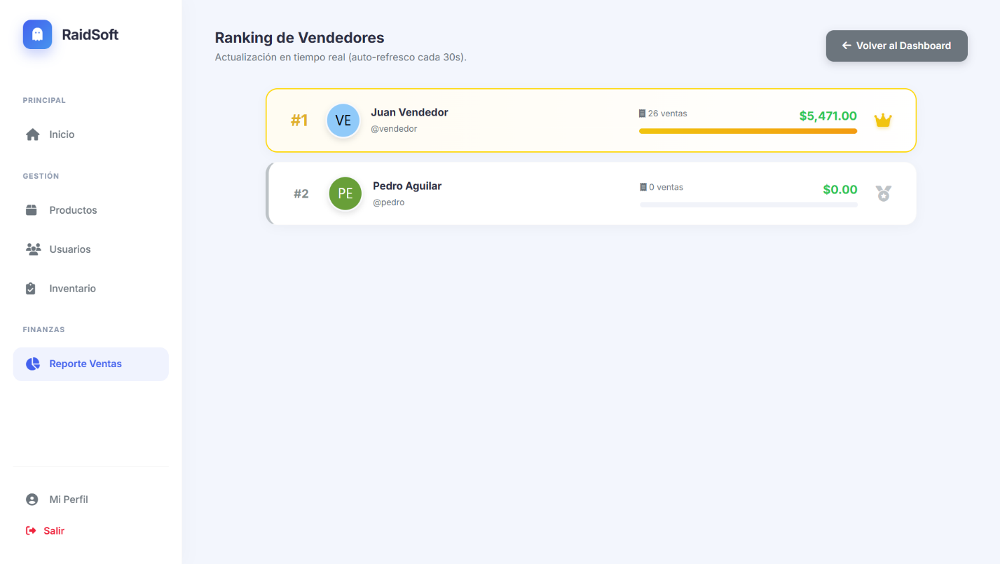 RaidSoft
PRINCIPAL
Inicio
GESTIÓN
Productos
Usuarios
Inventario
FINANZAS
Reporte Ventas
Mi Perfil
Salir
Ranking de Vendedores
Actualización en tiempo real (auto-refresco cada 30s).
Volver al Dashboard
#1
VE
Juan Vendedor
@vendedor
26 ventas
$5,471.00
#2
PE
Pedro Aguilar
@pedro
0 ventas
$0.00